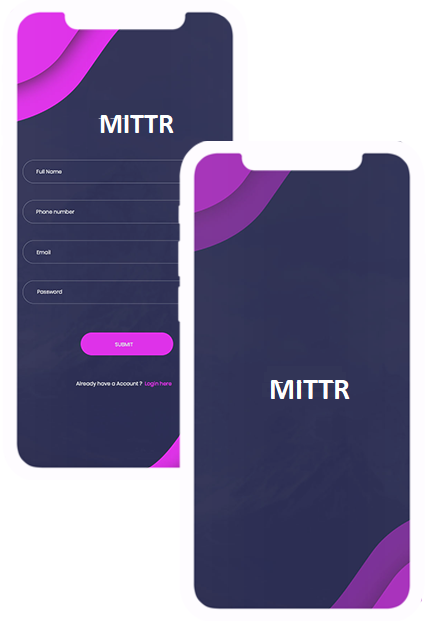 MITTR
Full Name
Phone number
Email
Password
SUBMIT
Already have a Account ? Login here
MITTR